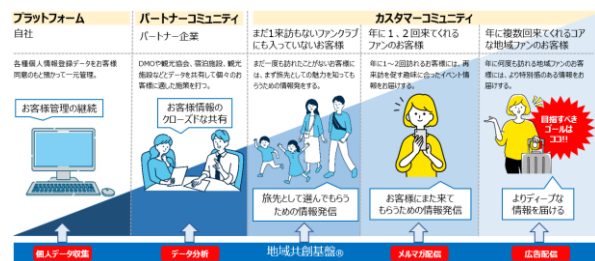 プラットフォーム
自社
各種個人情報登録データをお客様
同意のもと預かって一元管理。
お客様管理の継続
パートナーコミュニティ
パートナー企業
DMOや観光協会、宿泊施設、観光
施設などとデータを共有して個々のお
客様に適した施策を打つ。
お客様情報の
クローズドな共有
カスタマーコミュニティ
まだ1来訪もないファンクラブ
にも入っていないお客様
まだ一度も訪れたことがないお客様に
は、まず旅先としての魅力を知っても
らうための情報発信をする。
旅先として選んでもらう
ための情報発信
年に1、2回来てくれる
ファンのお客様
年に1～2回訪れるお客様には、再
来訪を促す趣味に合ったイベント情
報をお届けする。
お客様にまた来て
もらうための情報発信
年に複数回来てくれるコア
な地域ファンのお客様
年に何度も訪れる地域ファンのお客
様には、より特別感のある情報をお
届けする。
目指すべき
ゴールは
ココ!!
よりディープな
情報を届ける
個人データ収集
データ分析
地域共創基盤®
メルマガ配信
広告配信